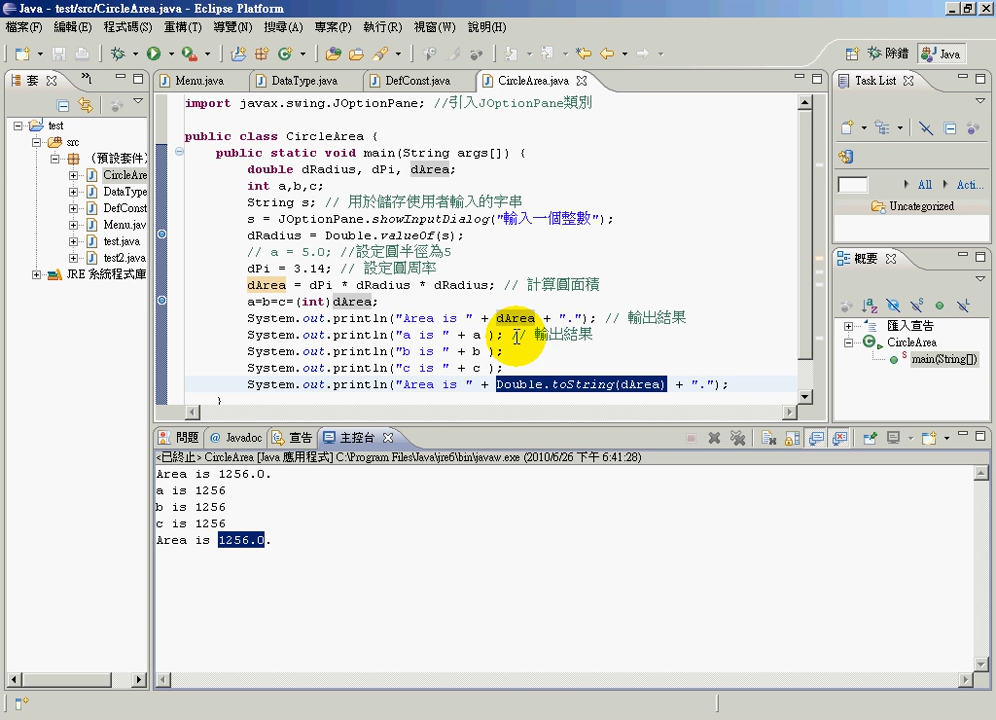 Java - test/src/CircleArea.java - Eclipse Platform
檔案(F) 編輯(E) 程式碼(S) 重構(T) 導覽(N) 搜尋(A) 專案(P) 執行(R) 視窗(W) 說明(H)
除錯 Java
套
test
src
(預設套件)
CircleAre
DataType
DefConst
Menu.jav
test.java
test2.java
JRE 系統程式庫
Menu.java DataType.java DefConst.java CircleArea.java
import javax.swing.JOptionPane; //引入JOptionPane類別
public class CircleArea {
public static void main(String args[]) {
double dRadius, dPi, dArea;
int a,b,c;
String s; // 用於儲存使用者輸入的字串
s = JOptionPane.showInputDialog("輸入一個整數");
dRadius = Double.valueOf(s);
// a = 5.0; //設定圓半徑為5
dPi = 3.14; // 設定圓周率
dArea = dPi * dRadius * dRadius; // 計算圓面積
a=b=c=(int)dArea;
System.out.println("Area is " + dArea + "."); // 輸出結果
System.out.println("a is " + a ); // 輸出結果
System.out.println("b is " + b );
System.out.println("c is " + c );
System.out.println("Area is " + Double.toString(dArea) + ".");
}
Task List
All Acti...
Uncategorized
概要
匯入宣告
CircleArea
main(String[])
問題 @ Javadoc 宣告 主控台
<已終止> CircleArea [Java 應用程式] C:\Program Files\Java\jre6\bin\javaw.exe (2010/6/26 下午 6:41:28)
Area is 1256.0.
a is 1256
b is 1256
c is 1256
Area is 1256.0.